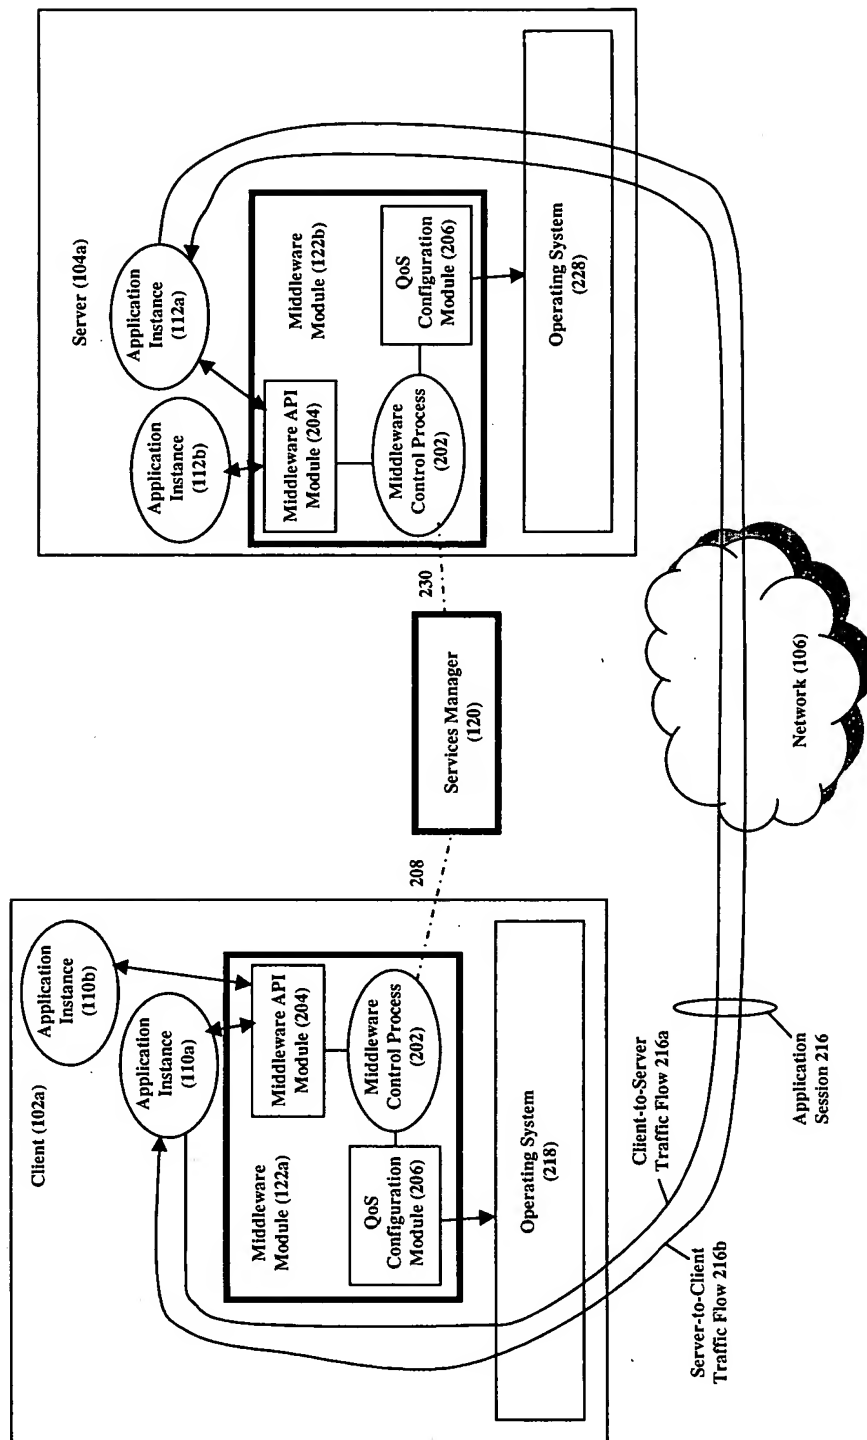 Client (102a)
Application
Instance
(110b)
Application
Instance
(110a)
Middleware
Module (122a)
Middleware API
Module (204)
Middleware
Control Process
(202)
QoS
Configuration
Module (206)
Operating System
(218)
208
Services Manager
(120)
230
Server (104a)
Application
Instance
(112b)
Application
Instance
(112a)
Middleware API
Module (204)
Middleware
Module (122b)
Middleware
Control Process
(202)
QoS
Configuration
Module (206)
Operating System
(228)
Client-to-Server
Traffic Flow 216a
Server-to-Client
Traffic Flow 216b
Application
Session 216
Network (106)